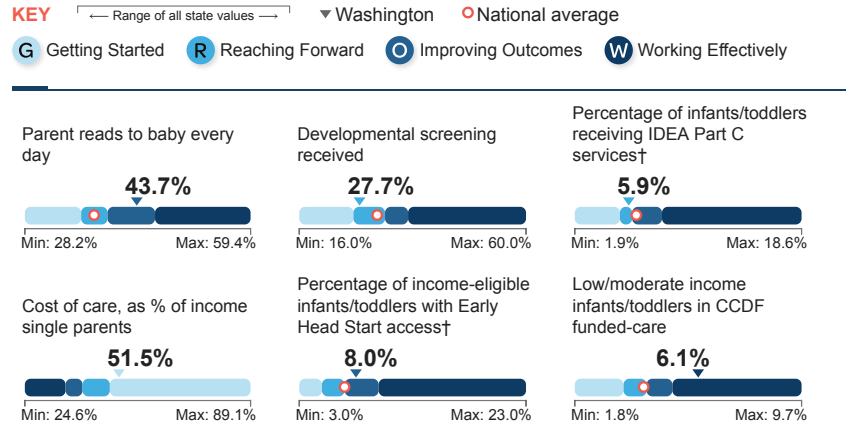 KEY
Range of all state values
Washington
National average
G Getting Started
R Reaching Forward
O Improving Outcomes
W Working Effectively
Parent reads to baby every
day
43.7%
Min: 28.2%
Max: 59.4%
Developmental screening
received
27.7%
Min: 16.0%
Max: 60.0%
Percentage of infants/toddlers
receiving IDEA Part C
services†
5.9%
Min: 1.9%
Max: 18.6%
Cost of care, as % of income
single parents
51.5%
Min: 24.6%
Max: 89.1%
Percentage of income-eligible
infants/toddlers with Early
Head Start access†
8.0%
Min: 3.0%
Max: 23.0%
Low/moderate income
infants/toddlers in CCDF
funded-care
6.1%
Min: 1.8%
Max: 9.7%